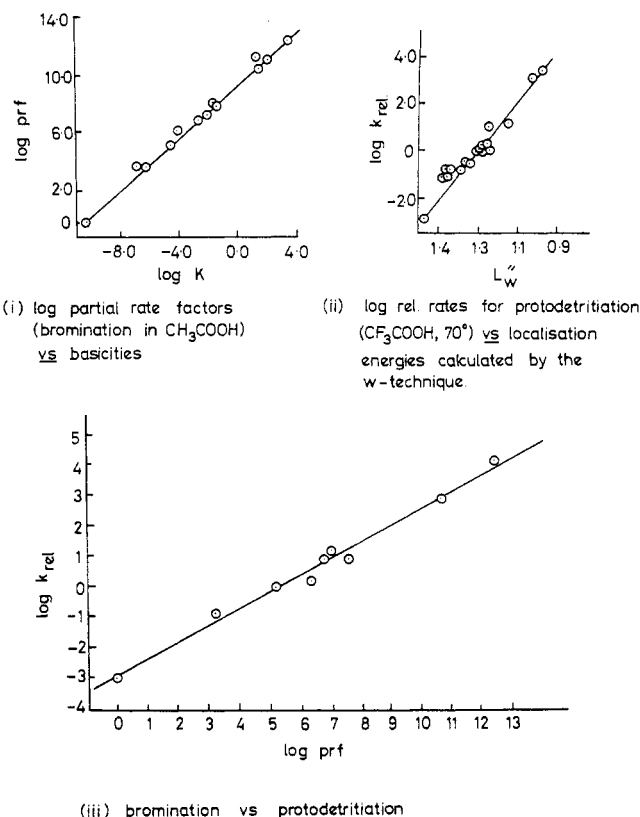 14·0
10·0
6·0
2·0
0
log prf
-8·0 -4·0 0·0 4·0
log K
4·0
2·0
0
-2·0
log k rel.
1·4 1·3 1·1 0·9
L″w
(i) log partial rate factors
(bromination in CH₃COOH)
vs basicities
(ii) log rel. rates for protodetritiation
(CF₃COOH, 70°) vs localisation
energies calculated by the
w-technique.
5
4
3
2
1
0
-1
-2
-3
-4
log k rel
0 1 2 3 4 5 6 7 8 9 10 11 12 13
log prf
(iii) bromination vs protodetritiation